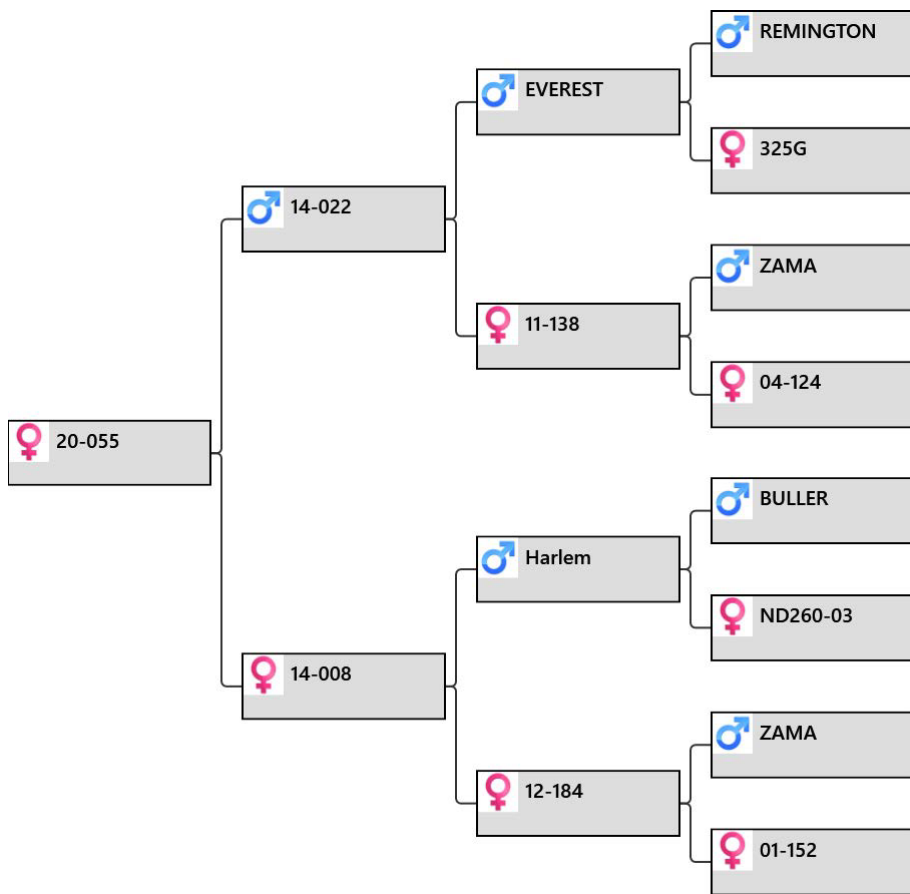 REMINGTON
EVEREST
325G
14-022
ZAMA
11-138
04-124
20-055
BULLER
Harlem
ND260-03
14-008
ZAMA
12-184
01-152